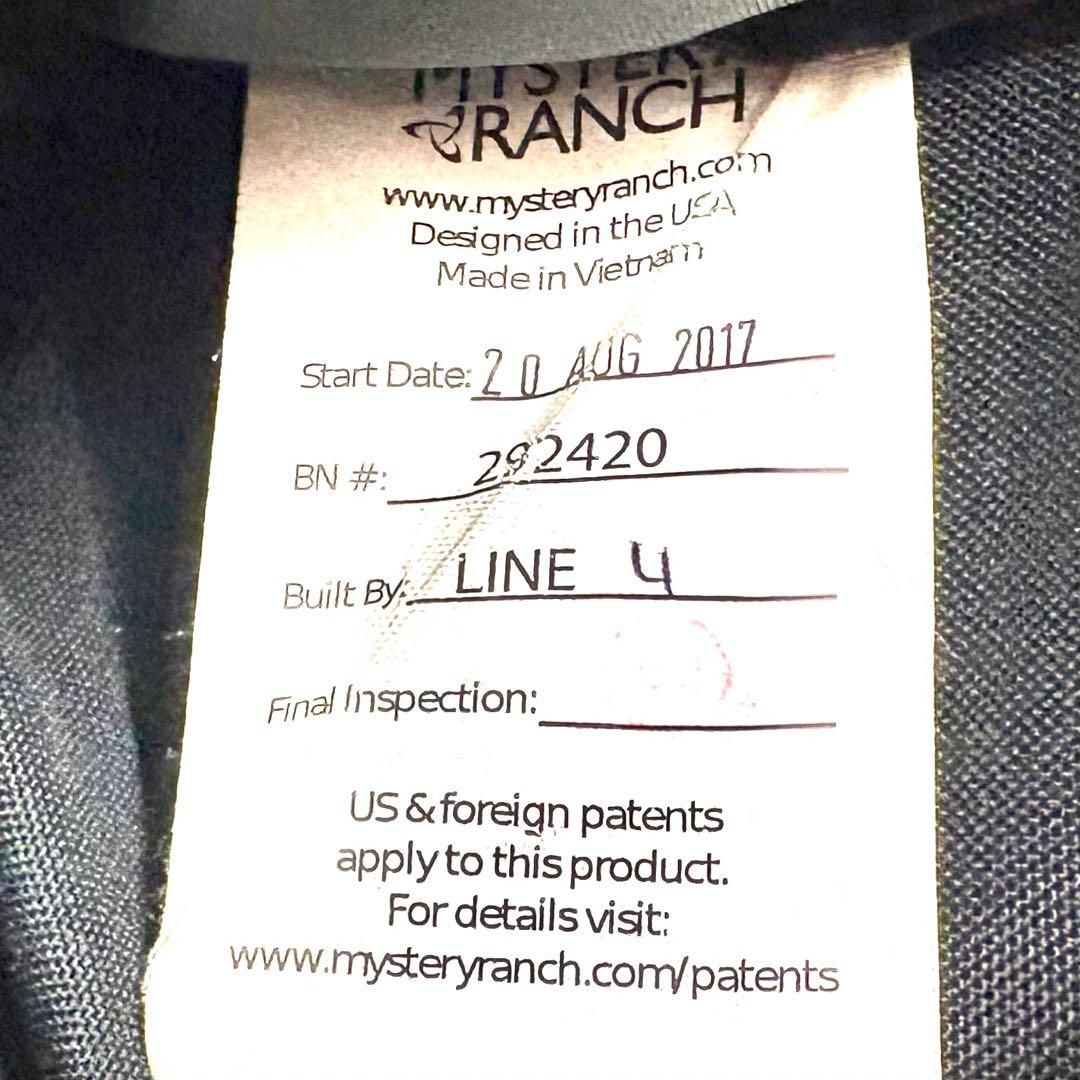 MYSTERY
RANCH
www.mysteryranch.com
Designed in the USA
Made in Vietnam
Start Date: 20 AUG 2017
BN #: 292420
Built By: LINE 4
Final Inspection:
US & foreign patents
apply to this product.
For details visit:
www.mysteryranch.com/patents